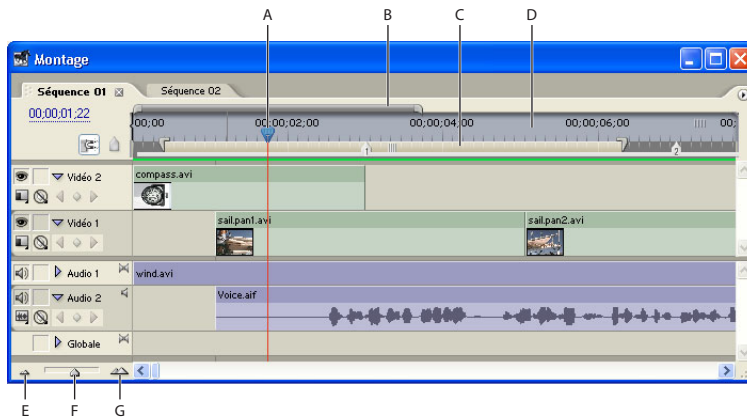 A B C D
Montage
Séquence 01 Séquence 02
00;00;01;22
00;00 00;00;02;00 00;00;04;00 00;00;06;00 00;
1 2
Vidéo 2 compass.avi
Vidéo 1 sail.pan1.avi sail.pan2.avi
Audio 1 wind.avi
Audio 2 Voice.aif
Globale
E F G